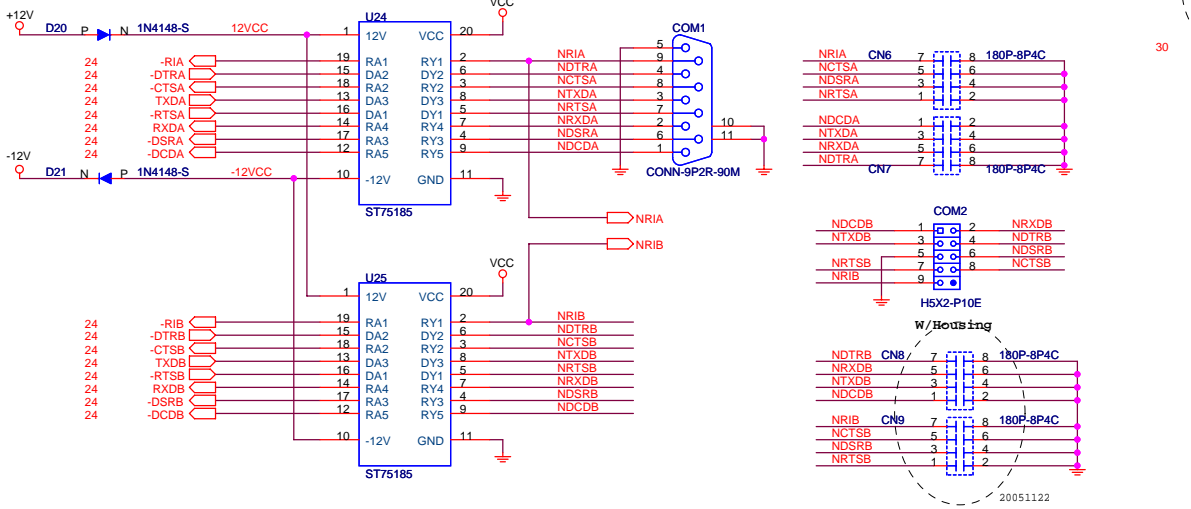 +12V
D20 P N 1N4148-S 12VCC
U24
VCC
1 12V VCC 20
24 -RIA 19 RA1 RY1 2 NRIA
24 -DTRA 15 DA2 DY2 6 NDTRA
24 -CTSA 18 RA2 RY2 3 NCTSA
24 TXDA 13 DA3 DY3 8 NTXDA
24 -RTSA 16 DA1 DY1 5 NRTSA
24 RXDA 14 RA4 RY4 7 NRXDA
24 -DSRA 17 RA3 RY3 4 NDSRA
24 -DCDA 12 RA5 RY5 9 NDCDA
-12V
D21 N P 1N4148-S -12VCC
10 -12V GND 11
ST75185
COM1
5
9
4
8
3
7
2
6
1
10
11
CONN-9P2R-90M
NRIA
NRIB
VCC
U25
1 12V VCC 20
24 -RIB 19 RA1 RY1 2 NRIB
24 -DTRB 15 DA2 DY2 6 NDTRB
24 -CTSB 18 RA2 RY2 3 NCTSB
24 TXDB 13 DA3 DY3 8 NTXDB
24 -RTSB 16 DA1 DY1 5 NRTSB
24 RXDB 14 RA4 RY4 7 NRXDB
24 -DSRB 17 RA3 RY3 4 NDSRB
24 -DCDB 12 RA5 RY5 9 NDCDB
10 -12V GND 11
ST75185
30
NRIA CN6 7 8 180P-8P4C
NCTSA 5 6
NDSRA 3 4
NRTSA 1 2
NDCDA 1 2
NTXDA 3 4
NRXDA 5 6
NDTRA 7 8
CN7 180P-8P4C
COM2
NDCDB 1 2 NRXDB
NTXDB 3 4 NDTRB
5 6 NDSRB
NRTSB 7 8 NCTSB
NRIB 9
H5X2-P10E
W/Housing
NDTRB CN8 7 8 180P-8P4C
NRXDB 5 6
NTXDB 3 4
NDCDB 1 2
NRIB CN9 7 8 180P-8P4C
NCTSB 5 6
NDSRB 3 4
NRTSB 1 2
20051122